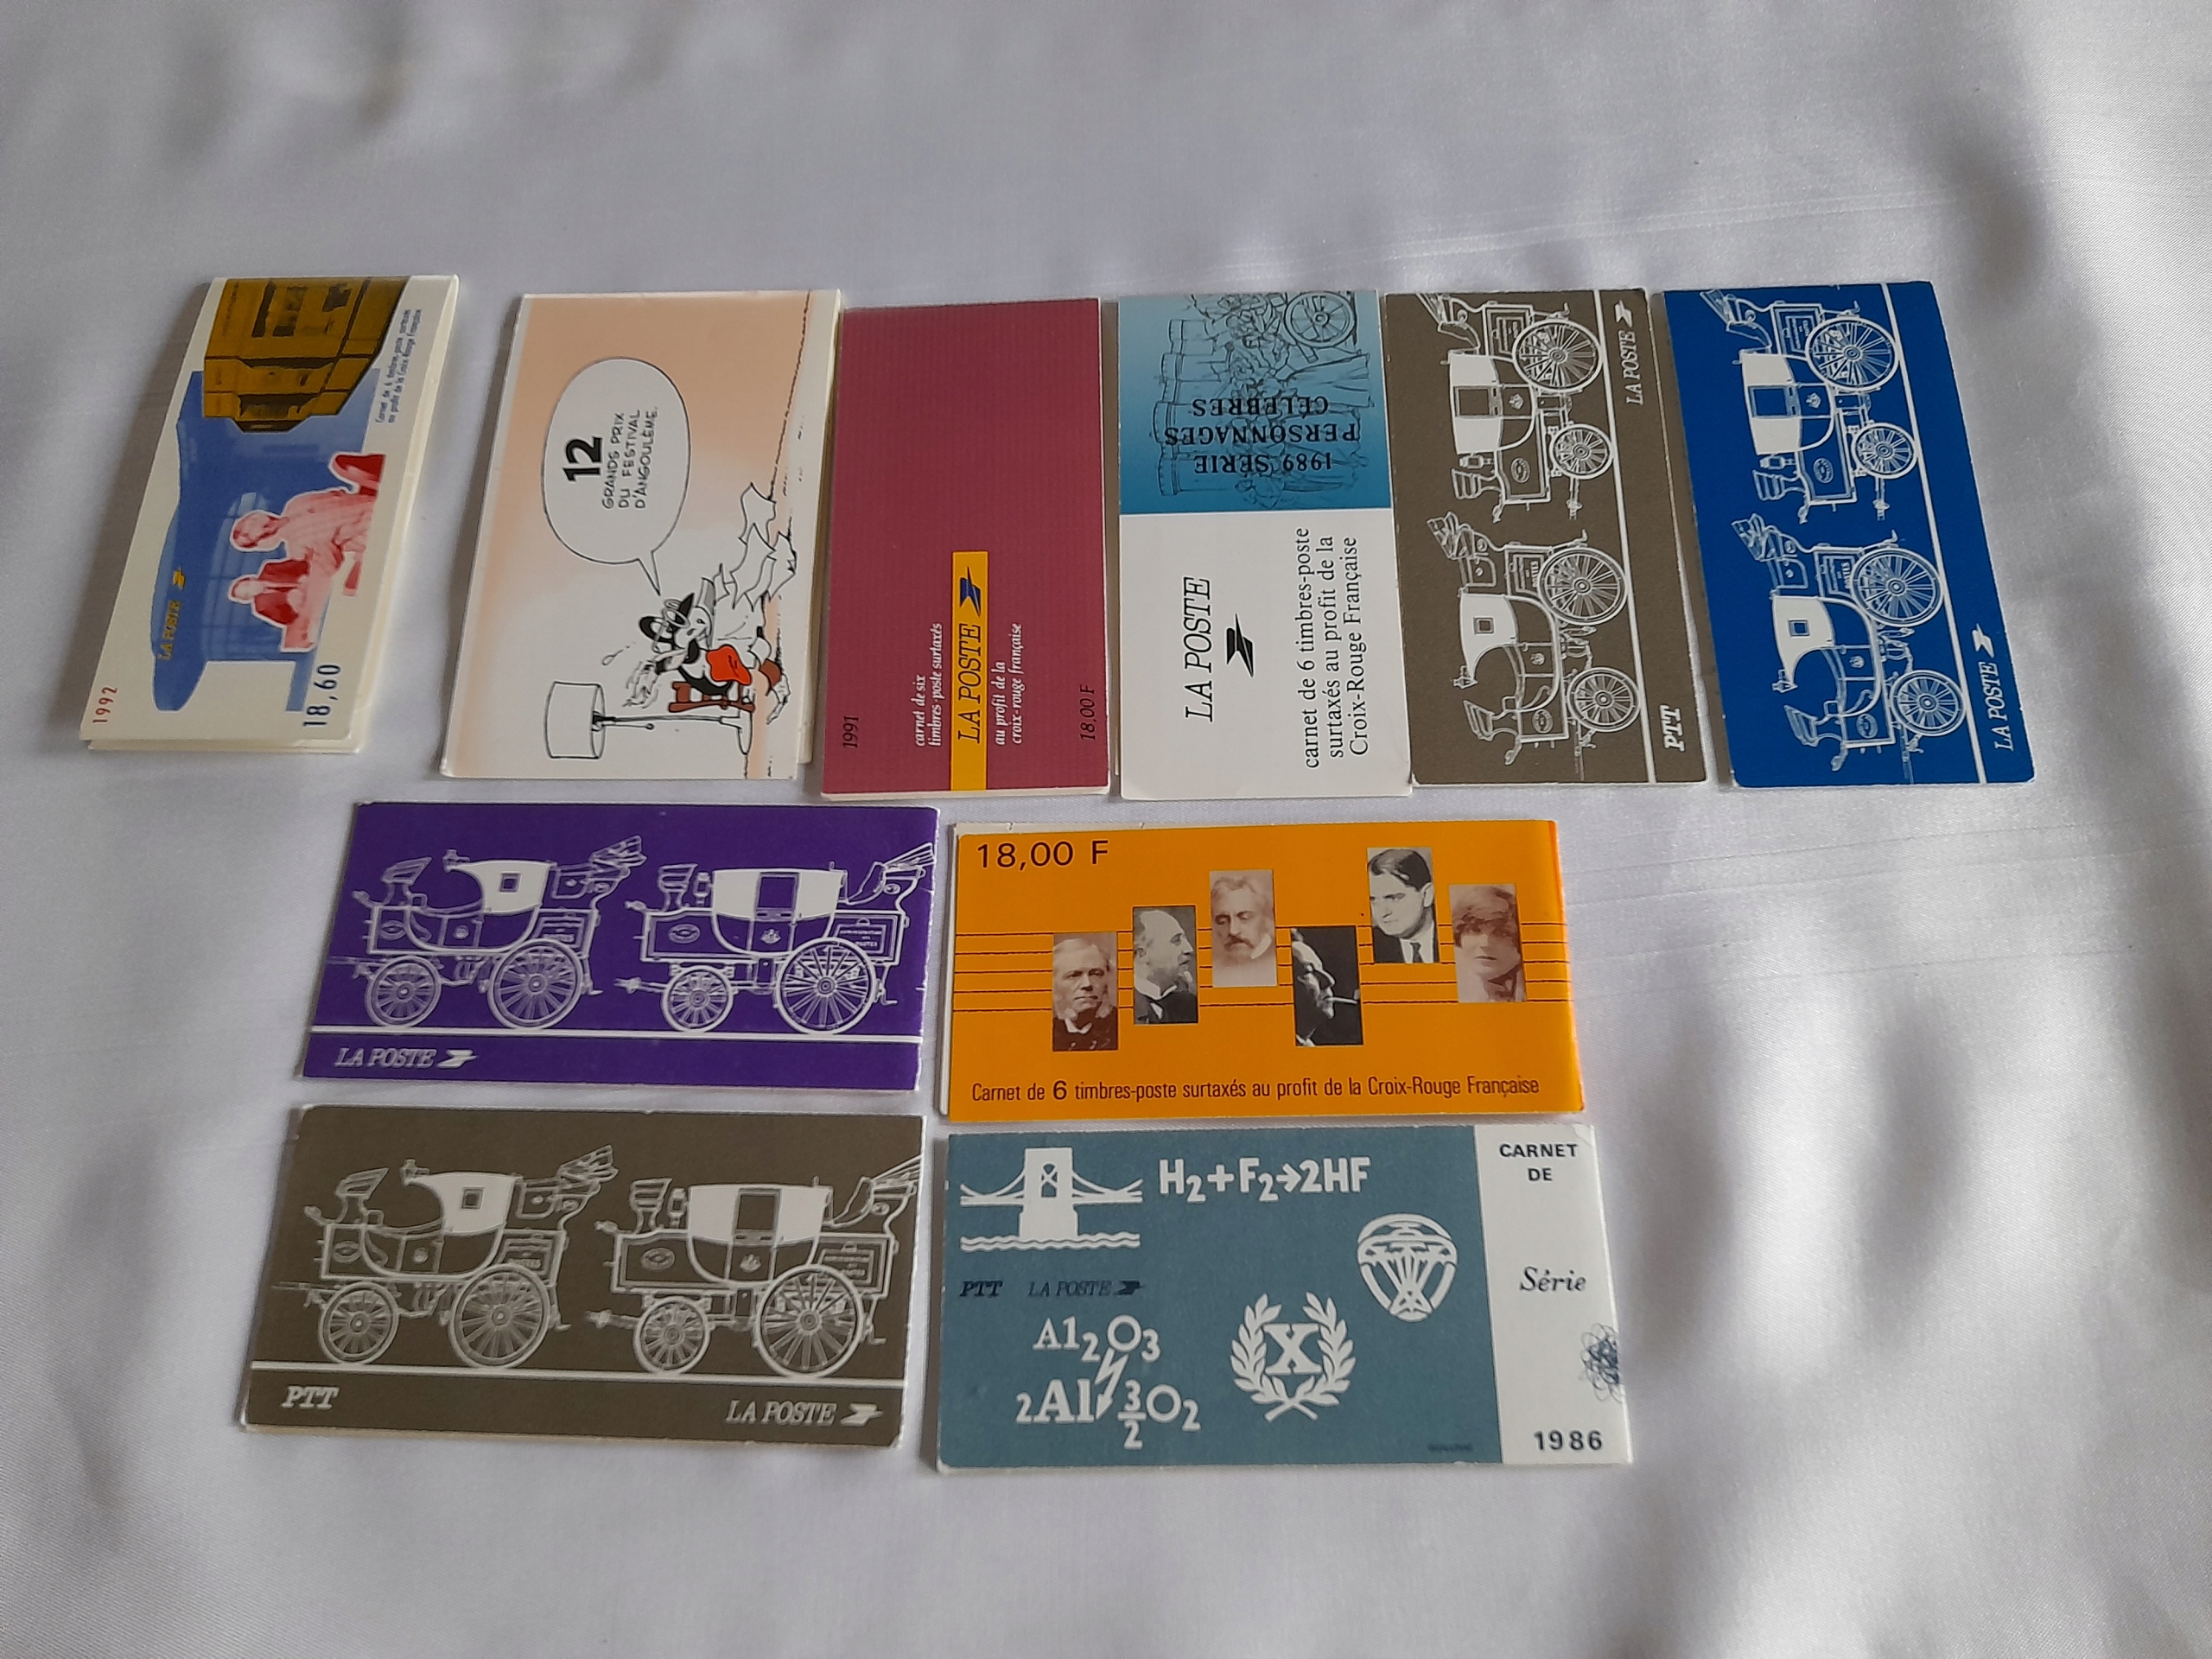 1992
LA POSTE
18,60
Carnet de 6 timbres-poste surtaxés
au profit de la Croix-Rouge Française
12
GRANDS PRIX
DU FESTIVAL
D'ANGOULÊME.
1991
carnet de six
timbres-poste surtaxés
LA POSTE
au profit de la
croix-rouge française
18,00 F
1989 SÉRIE
PERSONNAGES
CÉLÈBRES
LA POSTE
carnet de 6 timbres-poste
surtaxés au profit de la
Croix-Rouge Française
PTT
LA POSTE
LA POSTE
LA POSTE
18,00 F
Carnet de 6 timbres-poste surtaxés au profit de la Croix-Rouge Française
PTT
LA POSTE
H2+F2→2HF
PTT LA POSTE
Al2O3
2Al 3/2 O2
X
CARNET
DE
Série
1986